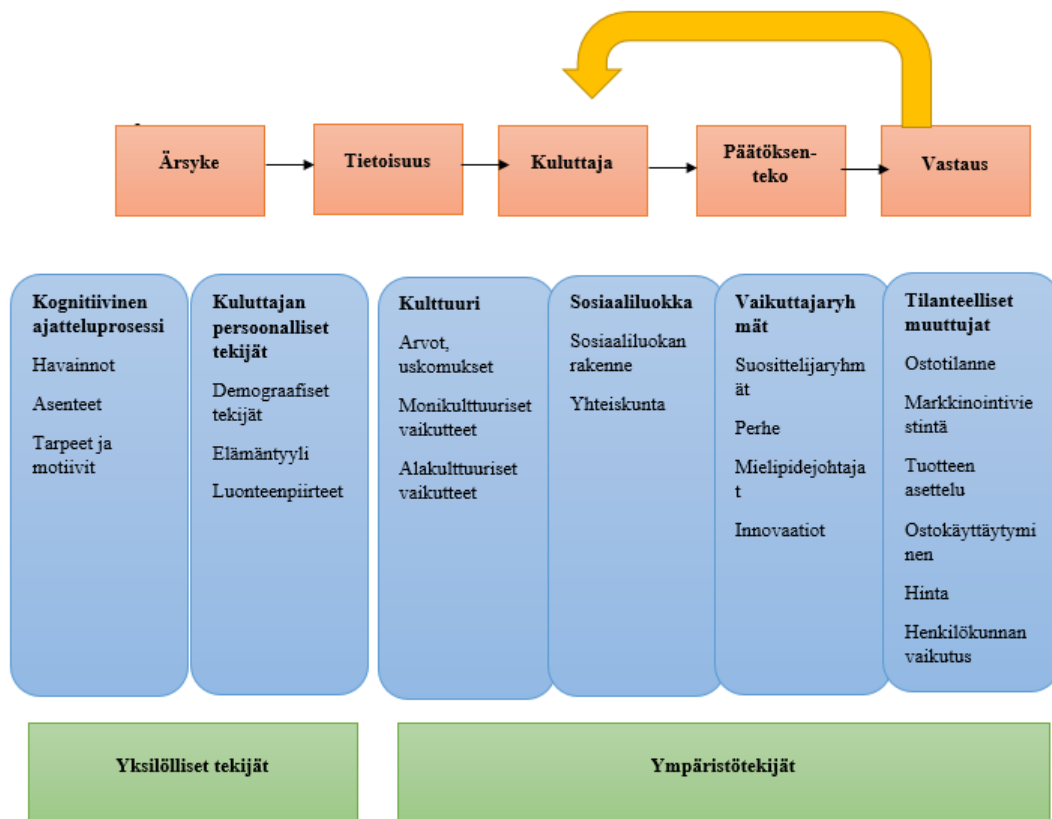 Ärsyke
Tietoisuus
Kuluttaja
Päätöksen-
teko
Vastaus
Kognitiivinen
ajatteluprosessi
Havainnot
Asenteet
Tarpeet ja
motiivit
Kuluttajan
persoonalliset
tekijät
Demograafiset
tekijät
Elämäntyyli
Luonteenpiirteet
Kulttuuri
Arvot,
uskomukset
Monikulttuuriset
vaikutteet
Alakulttuuriset
vaikutteet
Sosiaaliluokka
Sosiaaliluokan
rakenne
Yhteiskunta
Vaikuttajaryh
mät
Suosittelijaryhm
ät
Perhe
Mielipidejohtaja
t
Innovaatiot
Tilanteelliset
muuttujat
Ostotilanne
Markkinointivie
stintä
Tuotteen
asettelu
Ostokäyttäytymi
nen
Hinta
Henkilökunnan
vaikutus
Yksilölliset tekijät
Ympäristötekijät